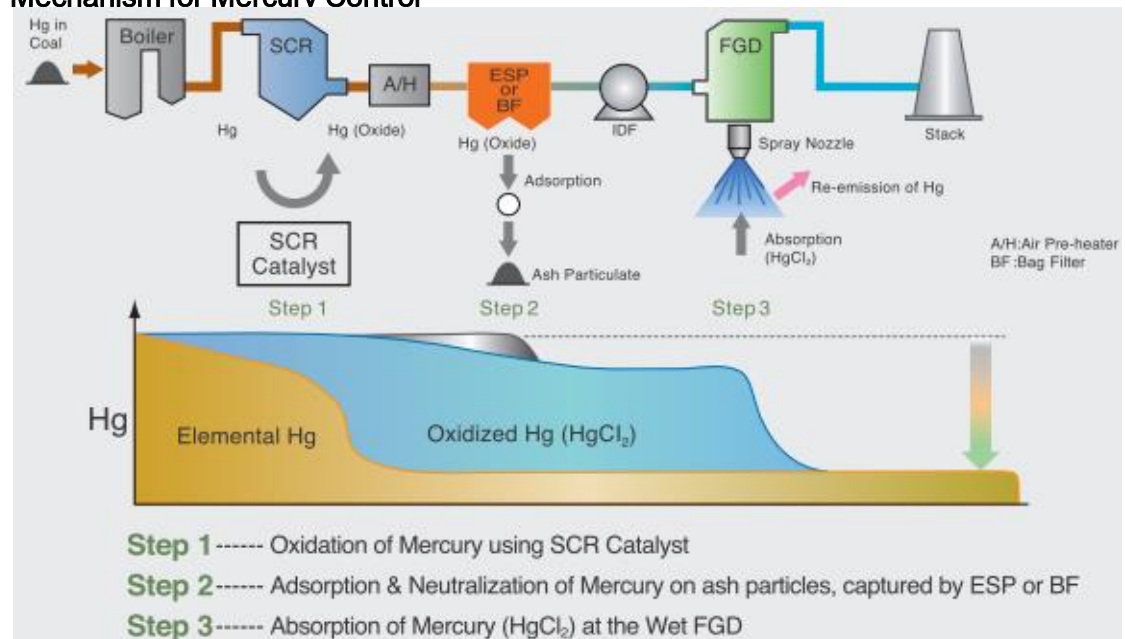 Mechanism for Mercury Control
Hg in
Coal
Boiler
SCR
A/H
ESP
or
BF
IDF
FGD
Stack
Hg
Hg (Oxide)
Hg (Oxide)
Spray Nozzle
Adsorption
Re-emission of Hg
SCR
Catalyst
Absorption
(HgCl₂)
Ash Particulate
A/H:Air Pre-heater
BF :Bag Filter
Step 1
Step 2
Step 3
Hg
Elemental Hg
Oxidized Hg (HgCl₂)
Step 1------ Oxidation of Mercury using SCR Catalyst
Step 2------ Adsorption & Neutralization of Mercury on ash particles, captured by ESP or BF
Step 3------ Absorption of Mercury (HgCl₂) at the Wet FGD